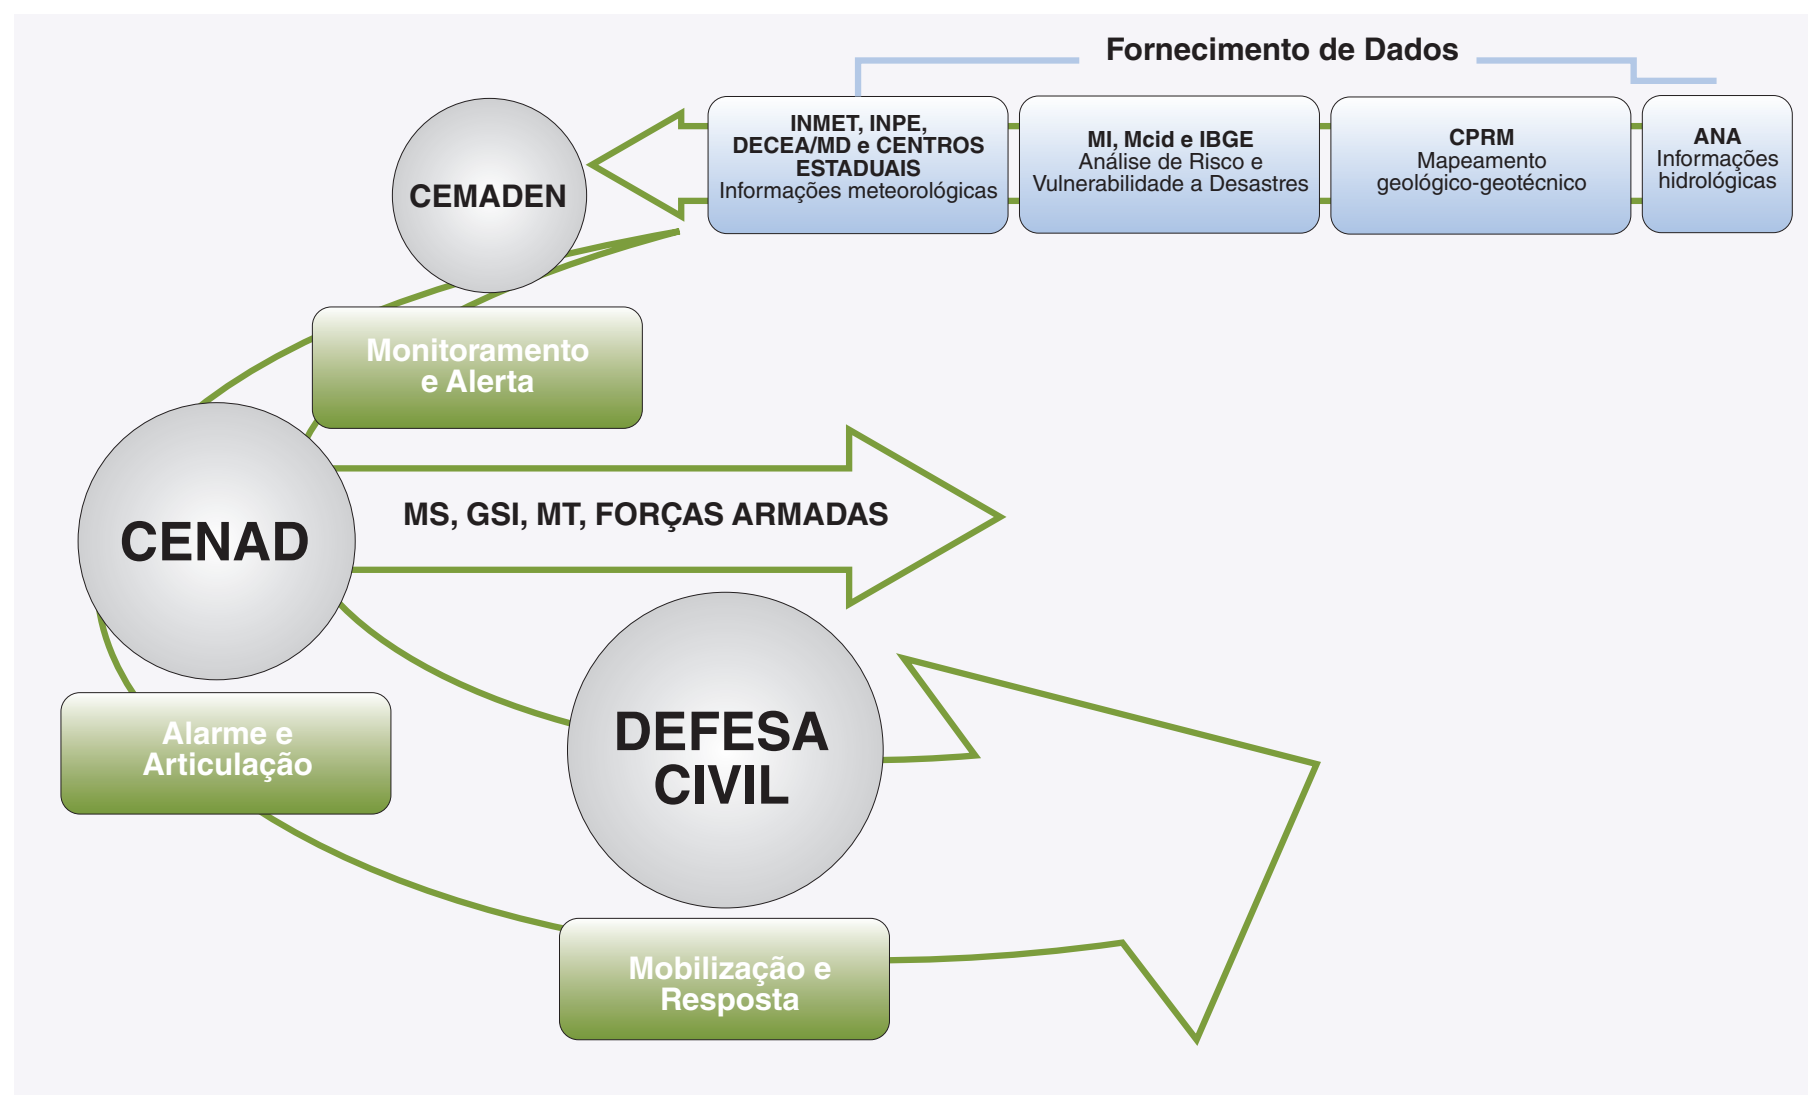 Fornecimento de Dados
INMET, INPE,
DECEA/MD e CENTROS
ESTADUAIS
Informações meteorológicas
MI, Mcid e IBGE
Análise de Risco e
Vulnerabilidade a Desastres
CPRM
Mapeamento
geológico-geotécnico
ANA
Informações
hidrológicas
CEMADEN
Monitoramento
e Alerta
MS, GSI, MT, FORÇAS ARMADAS
CENAD
Alarme e
Articulação
DEFESA
CIVIL
Mobilização e
Resposta